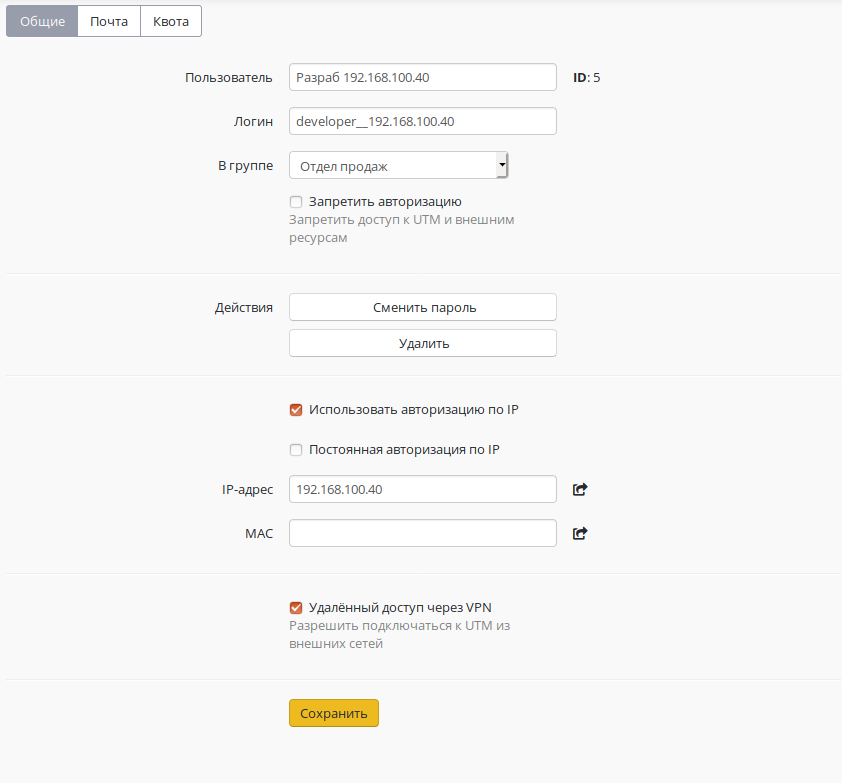 Общие Почта Квота
Пользователь Разраб 192.168.100.40 ID: 5
Логин developer__192.168.100.40
В группе Отдел продаж
Запретить авторизацию
Запретить доступ к UTM и внешним
ресурсам
Действия Сменить пароль
Удалить
Использовать авторизацию по IP
Постоянная авторизация по IP
IP-адрес 192.168.100.40
MAC
Удалённый доступ через VPN
Разрешить подключаться к UTM из
внешних сетей
Сохранить